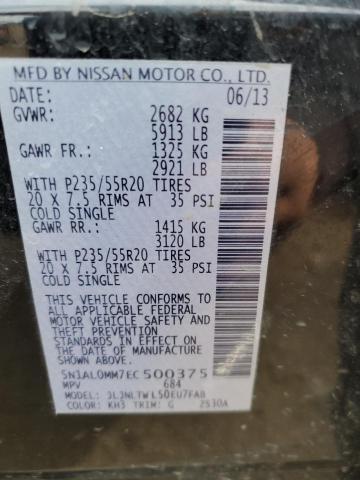 MFD BY NISSAN MOTOR CO., LTD.
DATE: 06/13
GVWR: 2682 KG
5913 LB
GAWR FR.: 1325 KG
2921 LB
WITH P235/55R20 TIRES
20 X 7.5 RIMS AT 35 PSI
COLD SINGLE
GAWR RR.: 1415 KG
3120 LB
WITH P235/55R20 TIRES
20 X 7.5 RIMS AT 35 PSI
COLD SINGLE
THIS VEHICLE CONFORMS TO
ALL APPLICABLE FEDERAL
MOTOR VEHICLE SAFETY AND
THEFT PREVENTION STANDARDS
IN EFFECT ON THE DATE OF
MANUFACTURE SHOWN ABOVE.
5N1AL0MM7EC500375
MPV 684
MODEL: JLJNLTWL50EU7FAB
COLOR: KH3 TRIM: G 2530A